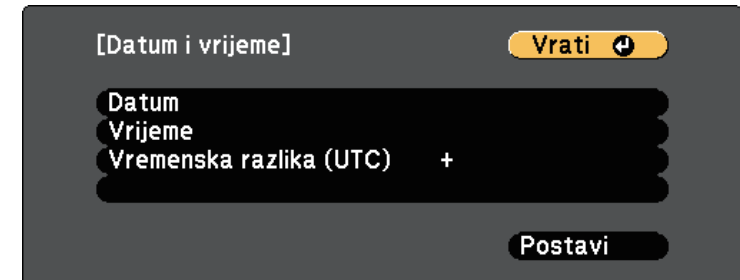 [Datum i vrijeme]
Vrati
Datum
Vrijeme
Vremenska razlika (UTC) +
Postavi